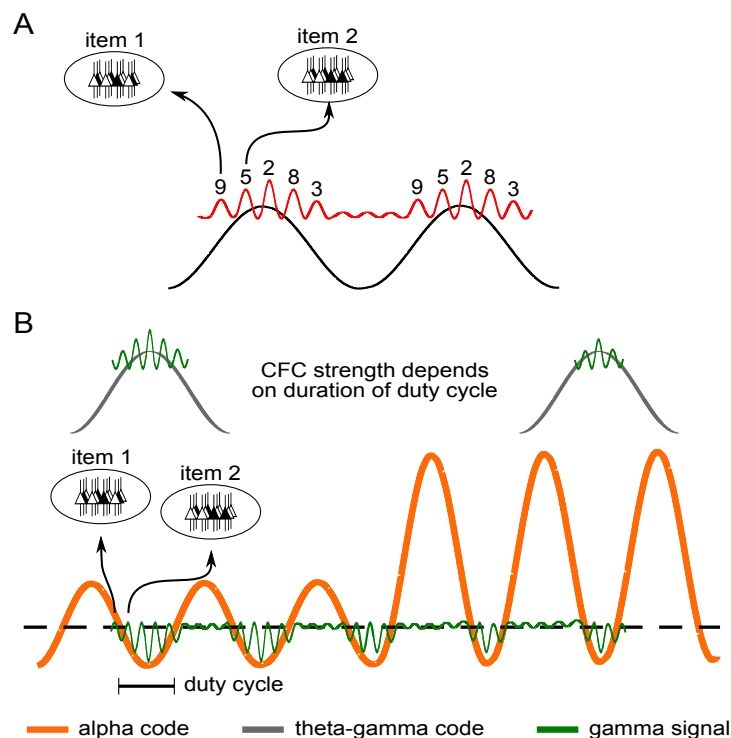 A
item 1
item 2
9 5 2 8 3 9 5 2 8 3
B
CFC strength depends
on duration of duty cycle
item 1
item 2
duty cycle
alpha code
theta-gamma code
gamma signal